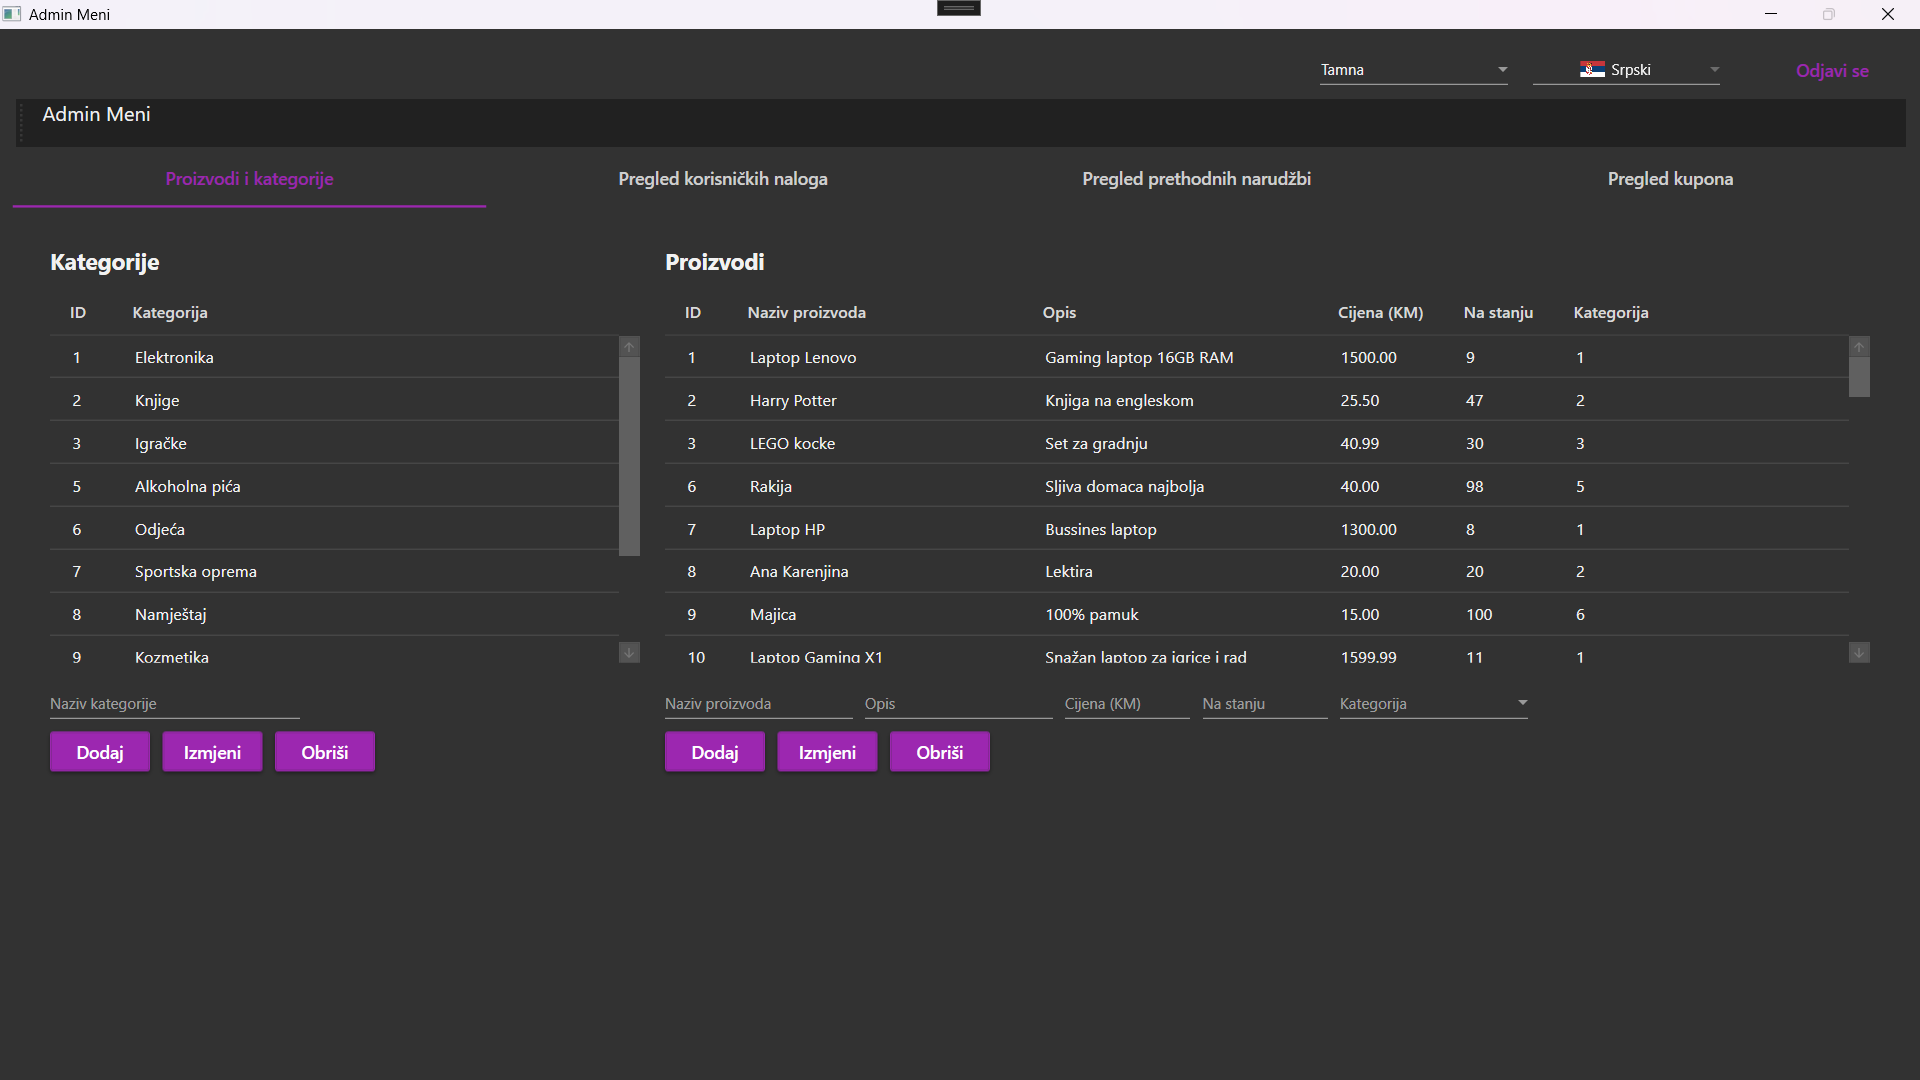 Admin Meni
Tamna Srpski Odjavi se
Admin Meni
Proizvodi i kategorije Pregled korisničkih naloga Pregled prethodnih narudžbi Pregled kupona
Kategorije
ID Kategorija
1 Elektronika
2 Knjige
3 Igračke
5 Alkoholna pića
6 Odjeća
7 Sportska oprema
8 Namještaj
9 Kozmetika
Naziv kategorije
Dodaj Izmjeni Obriši
Proizvodi
ID Naziv proizvoda Opis Cijena (KM) Na stanju Kategorija
1 Laptop Lenovo Gaming laptop 16GB RAM 1500.00 9 1
2 Harry Potter Knjiga na engleskom 25.50 47 2
3 LEGO kocke Set za gradnju 40.99 30 3
6 Rakija Sljiva domaca najbolja 40.00 98 5
7 Laptop HP Bussines laptop 1300.00 8 1
8 Ana Karenjina Lektira 20.00 20 2
9 Majica 100% pamuk 15.00 100 6
10 Laptop Gaming X1 Snažan laptop za igrice i rad 1599.99 11 1
Naziv proizvoda Opis Cijena (KM) Na stanju Kategorija
Dodaj Izmjeni Obriši